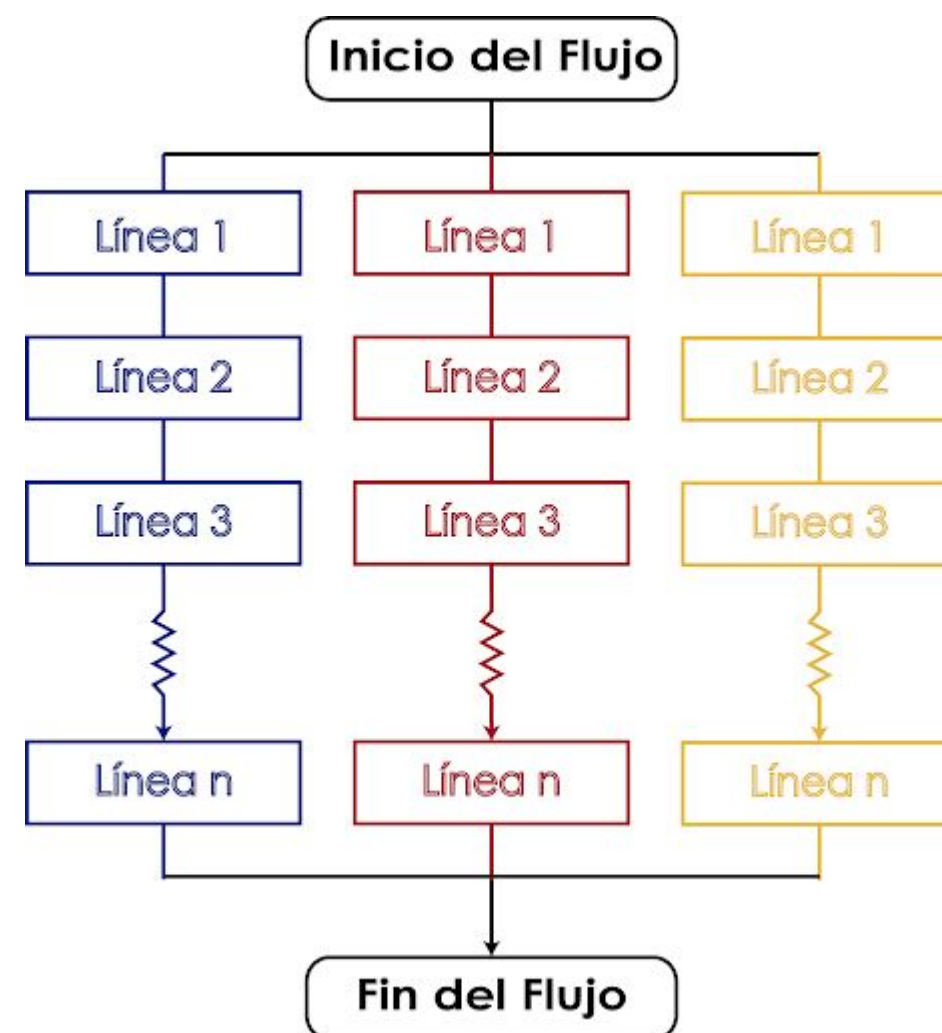 Inicio del Flujo
Línea 1 Línea 1 Línea 1
Línea 2 Línea 2 Línea 2
Línea 3 Línea 3 Línea 3
Línea n Línea n Línea n
Fin del Flujo